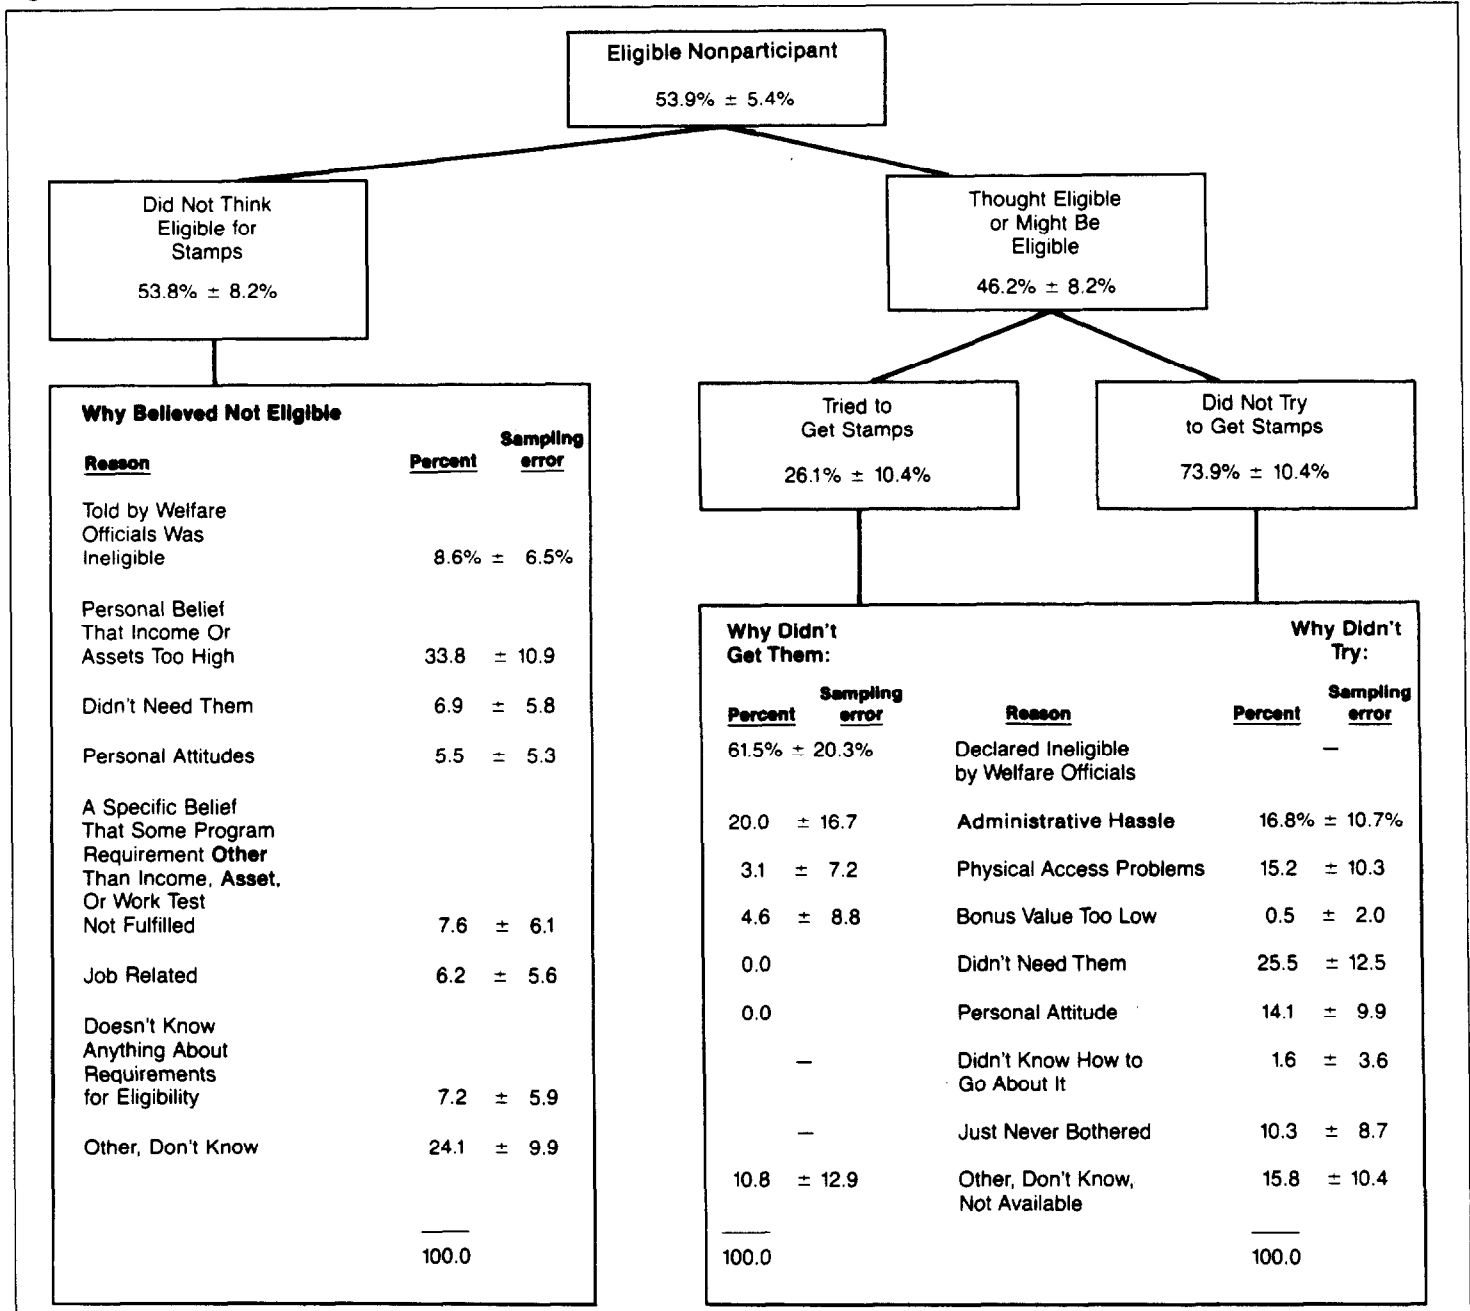 Eligible Nonparticipant
53.9% ± 5.4%
Did Not Think
Eligible for
Stamps
53.8% ± 8.2%
Thought Eligible
or Might Be
Eligible
46.2% ± 8.2%
Tried to
Get Stamps
26.1% ± 10.4%
Did Not Try
to Get Stamps
73.9% ± 10.4%
Why Believed Not Eligible
Sampling
Reason Percent error
Told by Welfare
Officials Was
Ineligible 8.6% ± 6.5%
Personal Belief
That Income Or
Assets Too High 33.8 ± 10.9
Didn't Need Them 6.9 ± 5.8
Personal Attitudes 5.5 ± 5.3
A Specific Belief
That Some Program
Requirement Other
Than Income, Asset,
Or Work Test
Not Fulfilled 7.6 ± 6.1
Job Related 6.2 ± 5.6
Doesn't Know
Anything About
Requirements
for Eligibility 7.2 ± 5.9
Other, Don't Know 24.1 ± 9.9
100.0
Why Didn't Why Didn't
Get Them: Try:
Sampling Sampling
Percent error Reason Percent error
61.5% ± 20.3% Declared Ineligible —
by Welfare Officials
20.0 ± 16.7 Administrative Hassle 16.8% ± 10.7%
3.1 ± 7.2 Physical Access Problems 15.2 ± 10.3
4.6 ± 8.8 Bonus Value Too Low 0.5 ± 2.0
0.0 Didn't Need Them 25.5 ± 12.5
0.0 Personal Attitude 14.1 ± 9.9
— Didn't Know How to 1.6 ± 3.6
Go About It
— Just Never Bothered 10.3 ± 8.7
10.8 ± 12.9 Other, Don't Know, 15.8 ± 10.4
Not Available
100.0 100.0